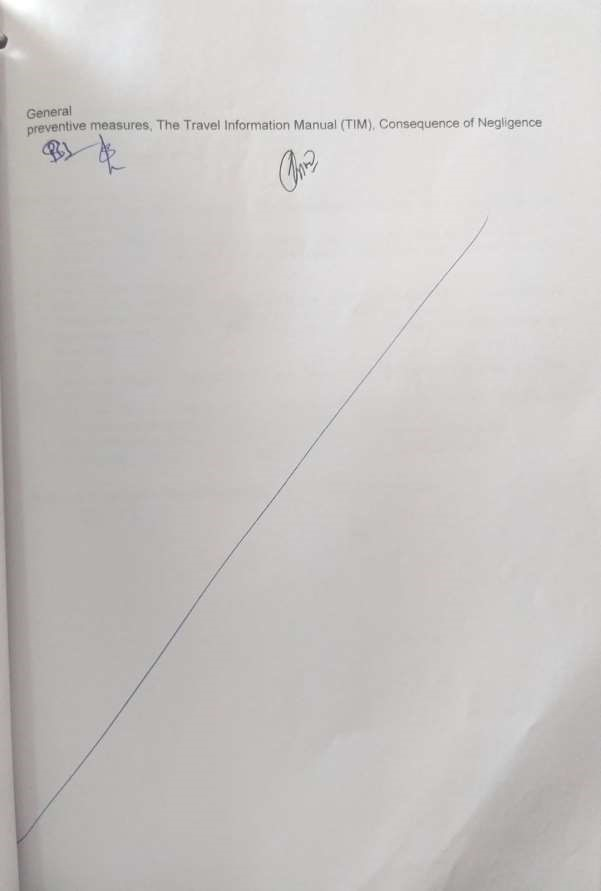 General
preventive measures, The Travel Information Manual (TIM), Consequence of Negligence